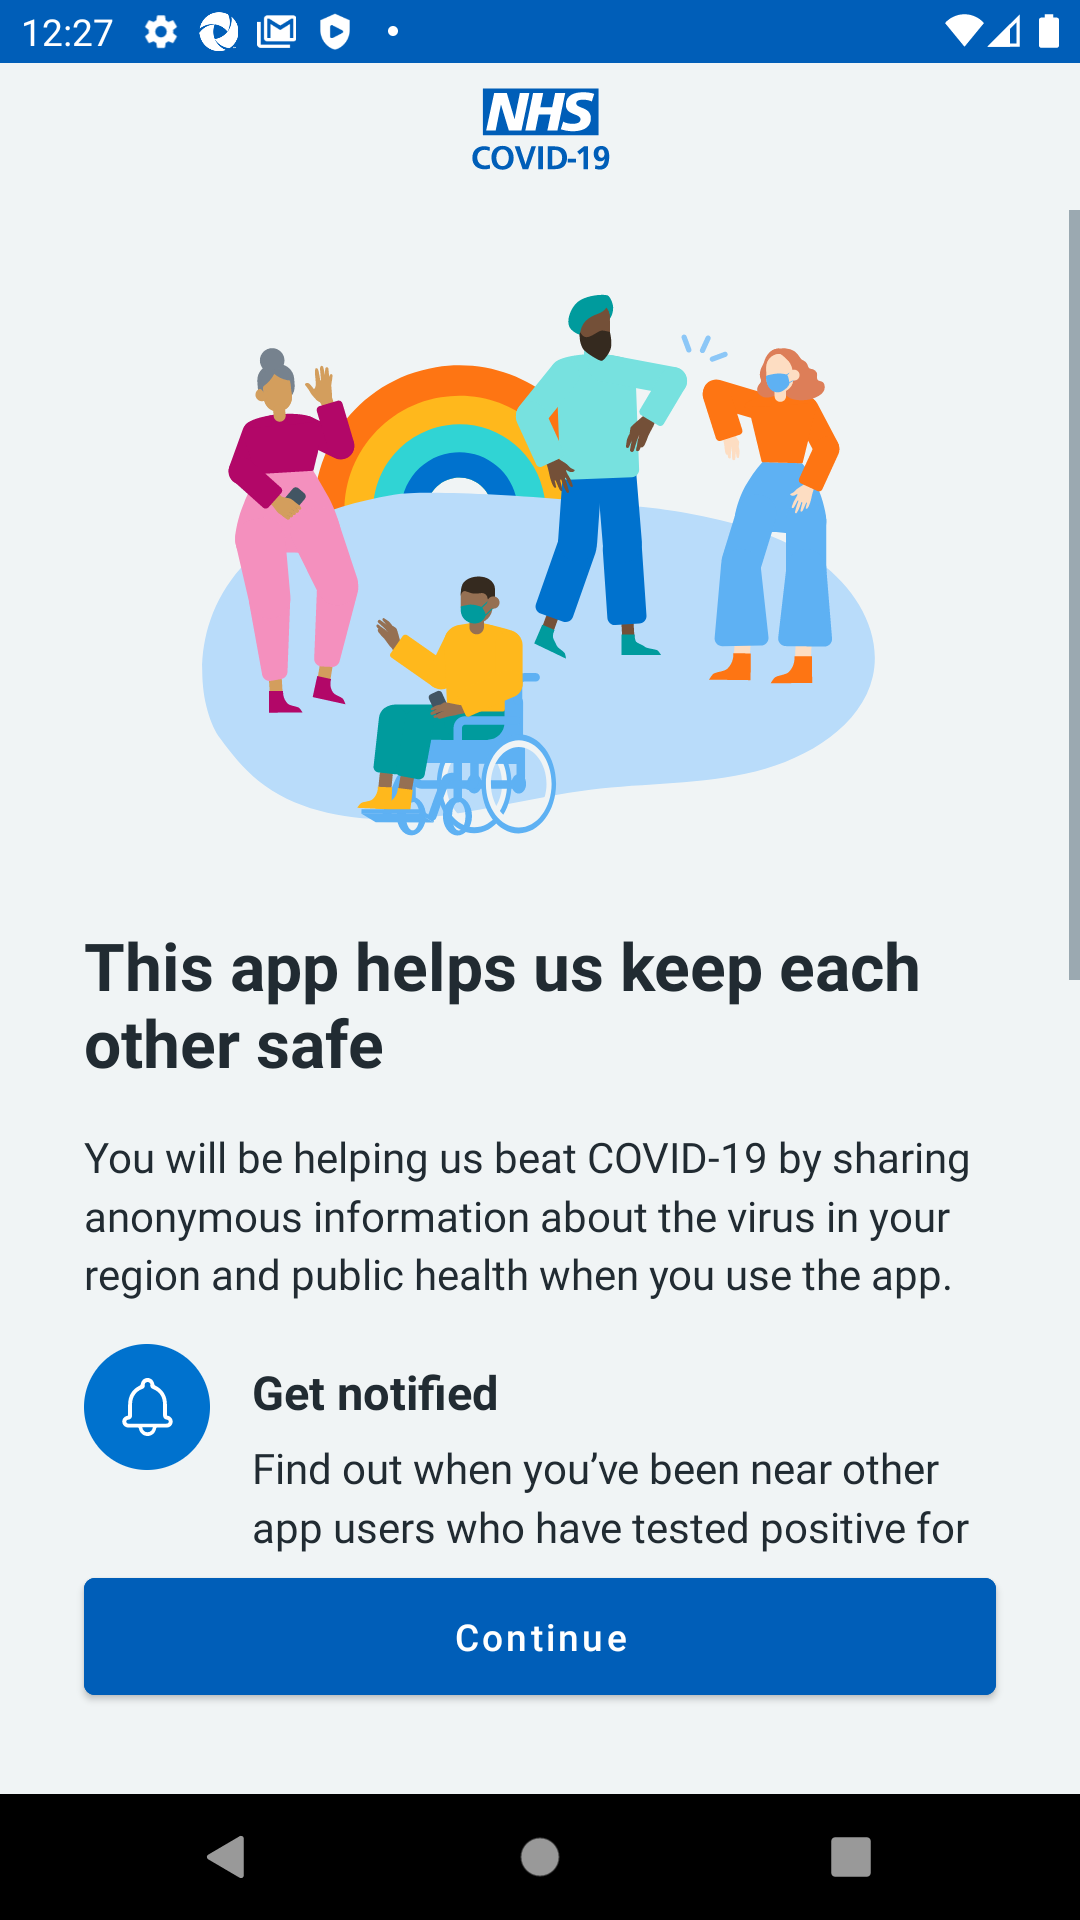 12:27
NHS
COVID-19
This app helps us keep each
other safe
You will be helping us beat COVID-19 by sharing
anonymous information about the virus in your
region and public health when you use the app.
Get notified
Find out when you’ve been near other
app users who have tested positive for
Continue